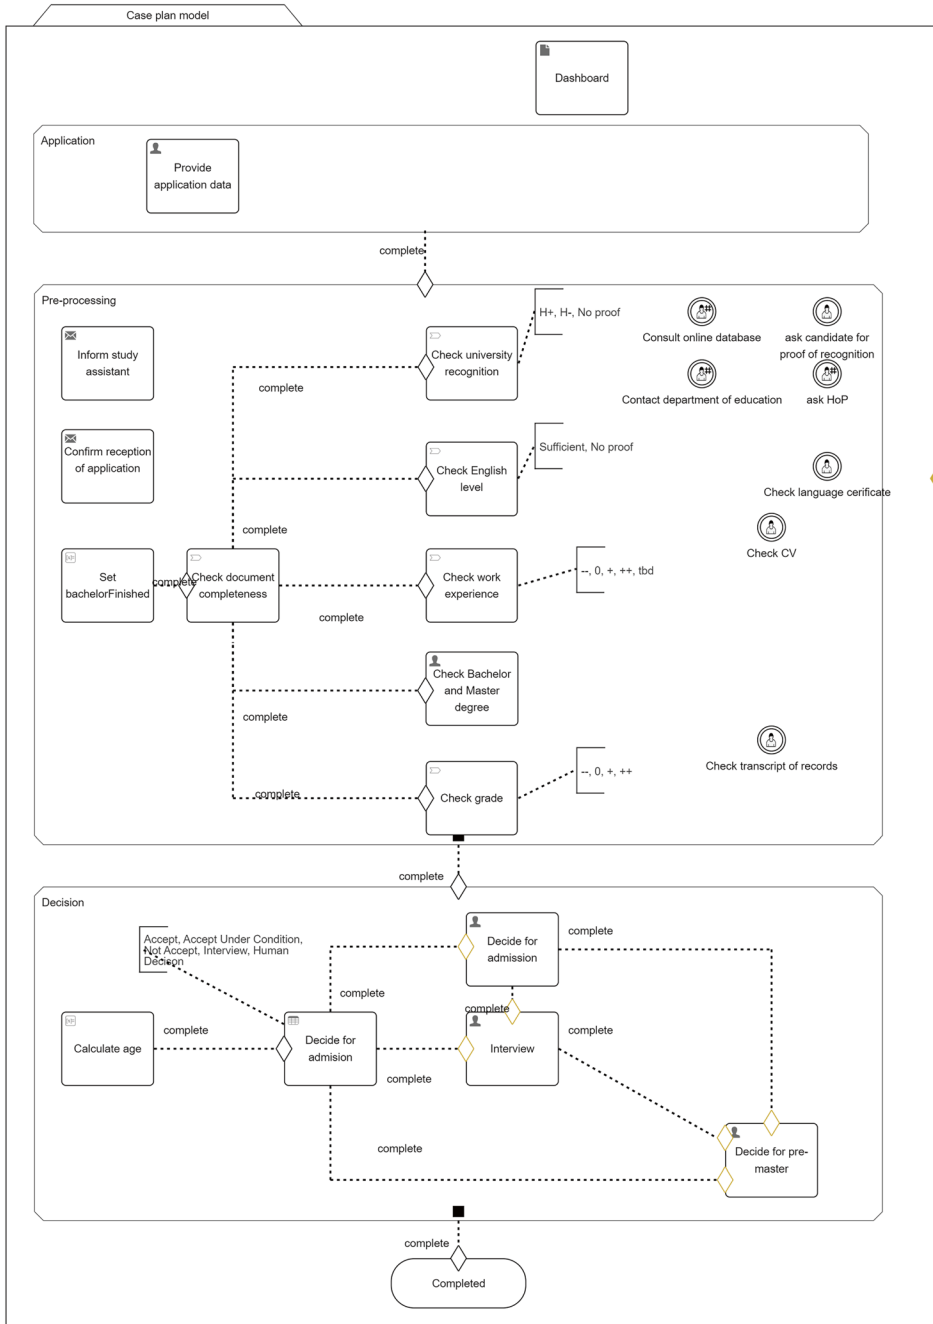 Case plan model
Dashboard
Application
Provide
application data
complete
Pre-processing
H+, H-, No proof
Consult online database
ask candidate for
proof of recognition
Inform study
assistant
Check university
recognition
complete
Contact department of education
ask HoP
Confirm reception
of application
Check English
level
Sufficient, No proof
Check language cerificate
complete
Check CV
Set
bachelorFinished
complete
Check document
completeness
Check work
experience
--, 0, +, ++, tbd
complete
Check Bachelor
and Master
degree
complete
Check transcript of records
--, 0, +, ++
complete
Check grade
complete
Decision
Accept, Accept Under Condition,
Not Accept, Interview, Human
Decison
Decide for
admission
complete
complete
complete
Calculate age
complete
Decide for
admision
Interview
complete
complete
Decide for pre-
master
complete
complete
Completed